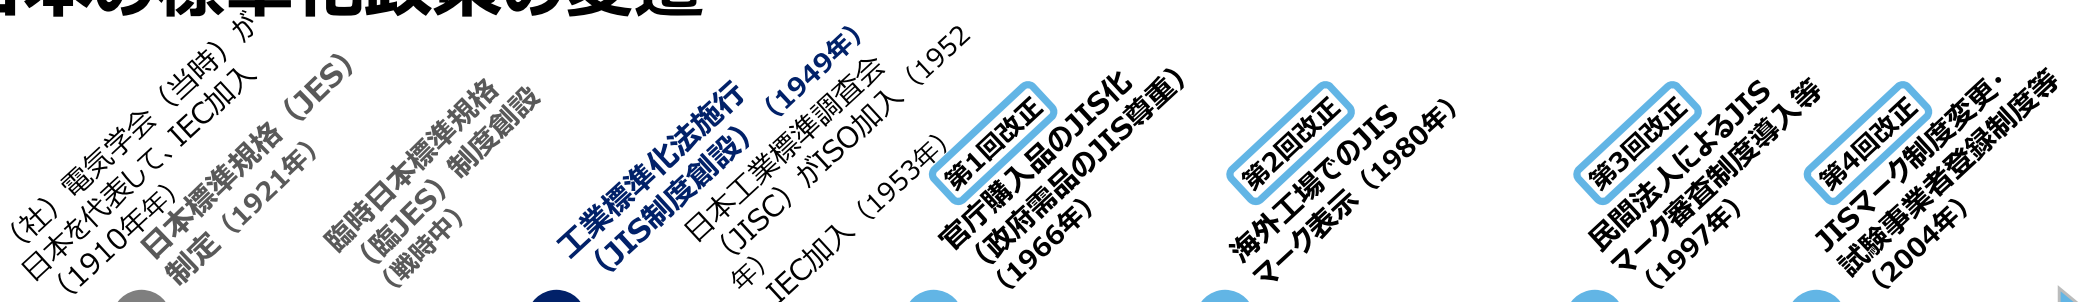 日本の標準化政策の変遷
（社）電気学会（当時）が
日本を代表して、IEC加入
（1910年年）
日本標準規格（JES）
制定（1921年）
臨時日本標準規格
（臨JES）制度創設
（戦時中）
工業標準化法施行
（JIS制度創設）（1949年）
日本工業標準調査会
（JISC）がISO加入（1952
年）
IEC加入（1953年）
第1回改正
官庁購入品のJIS化
（政府需品のJIS尊重）
（1966年）
第2回改正
海外工場でのJIS
マーク表示（1980年）
第3回改正
民間法人によるJIS
マーク審査制度導入等
（1997年）
第4回改正
JISマーク制度変更・
試験事業者登録制度等
（2004年）